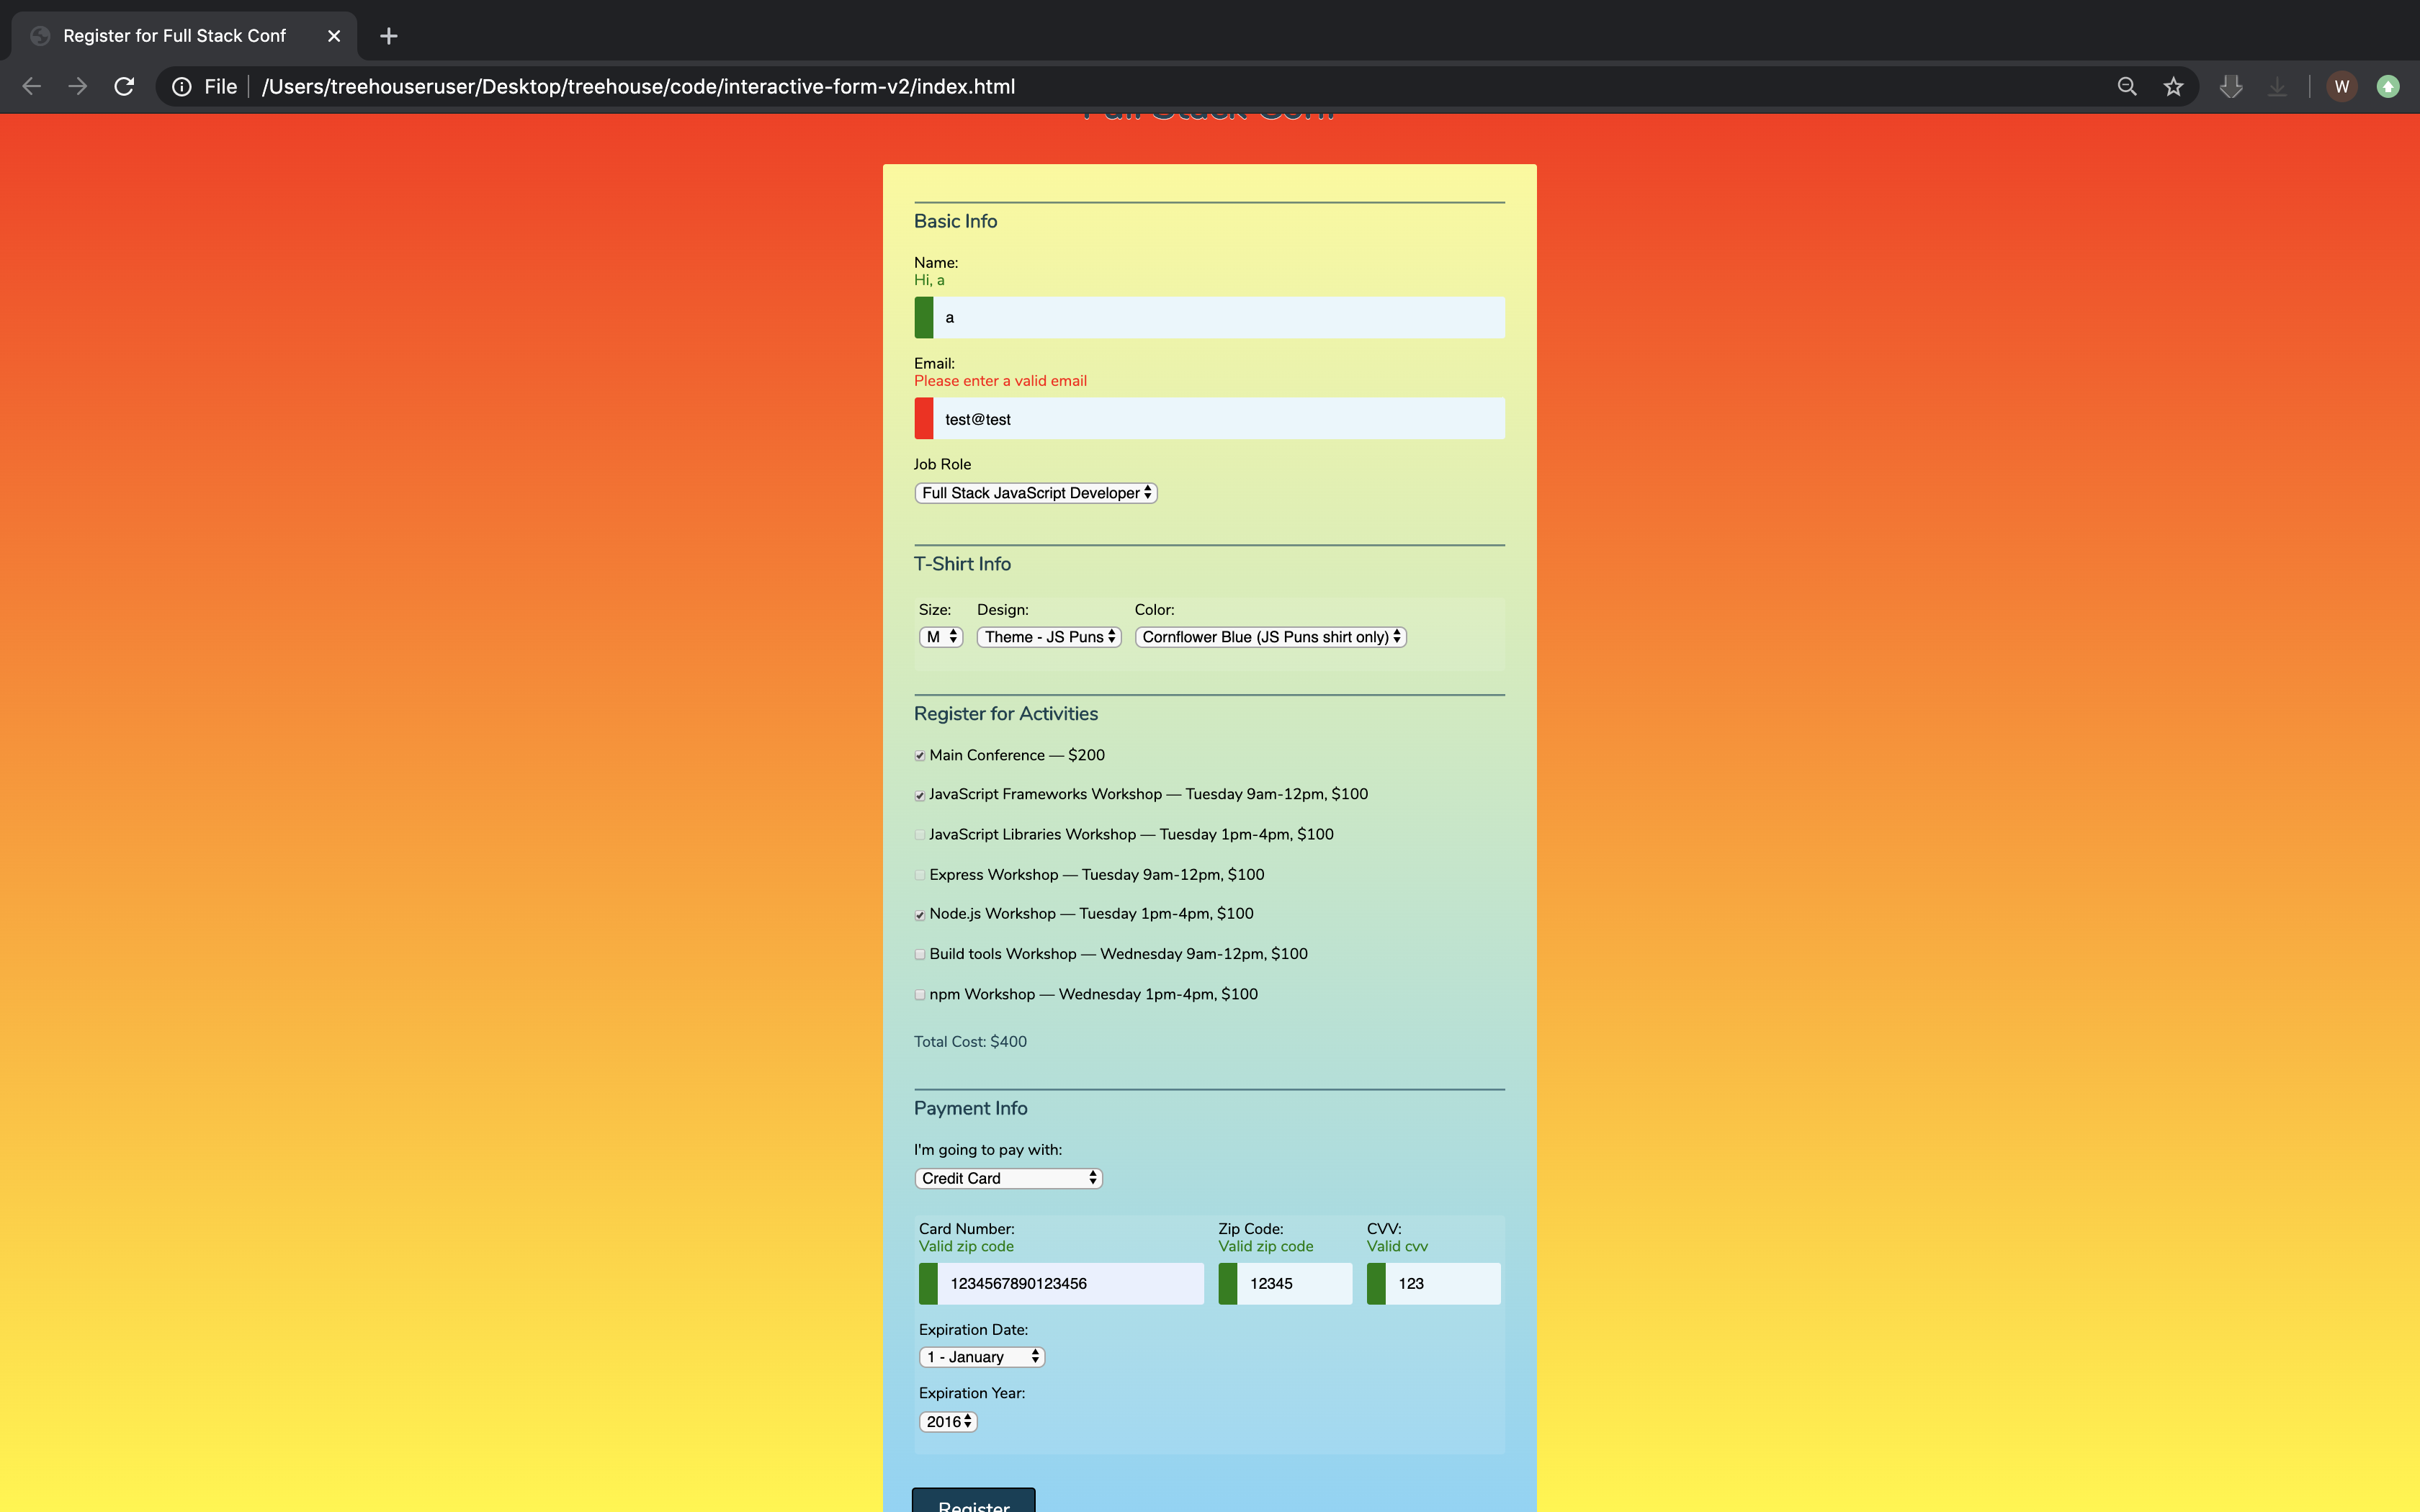 Register for Full Stack Conf
File /Users/treehouseruser/Desktop/treehouse/code/interactive-form-v2/index.html
W
Full Stack Conf
Basic Info
Name:
Hi, a
a
Email:
Please enter a valid email
test@test
Job Role
Full Stack JavaScript Developer
T-Shirt Info
Size: Design: Color:
M Theme - JS Puns Cornflower Blue (JS Puns shirt only)
Register for Activities
Main Conference — $200
JavaScript Frameworks Workshop — Tuesday 9am-12pm, $100
JavaScript Libraries Workshop — Tuesday 1pm-4pm, $100
Express Workshop — Tuesday 9am-12pm, $100
Node.js Workshop — Tuesday 1pm-4pm, $100
Build tools Workshop — Wednesday 9am-12pm, $100
npm Workshop — Wednesday 1pm-4pm, $100
Total Cost: $400
Payment Info
I'm going to pay with:
Credit Card
Card Number: Zip Code: CVV:
Valid zip code Valid zip code Valid cvv
1234567890123456 12345 123
Expiration Date:
1 - January
Expiration Year:
2016
Register